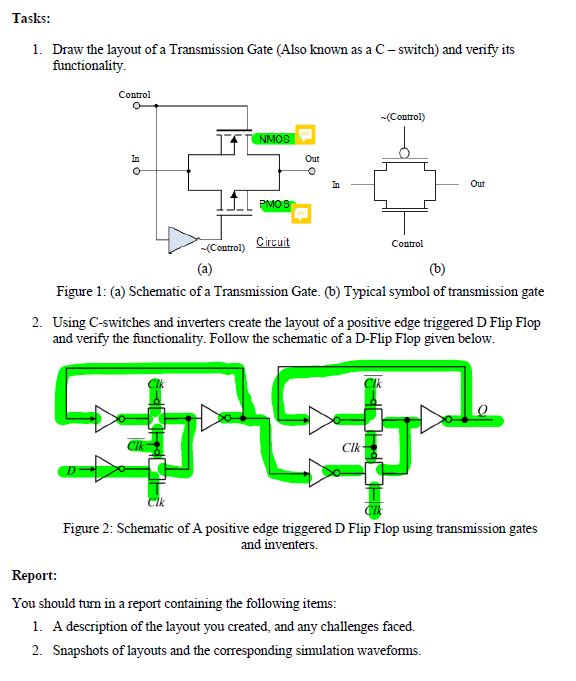 Tasks:
1. Draw the layout of a Transmission Gate (Also known as a C – switch) and verify its
functionality.
Control
NMOS
In
Out
PMOS
~(Control)
Circuit
(a)
~(Control)
In
Out
Control
(b)
Figure 1: (a) Schematic of a Transmission Gate. (b) Typical symbol of transmission gate
2. Using C-switches and inverters create the layout of a positive edge triggered D Flip Flop
and verify the functionality. Follow the schematic of a D-Flip Flop given below.
Clk
Clk
Q
Clk
Clk
D
Clk
Clk
Figure 2: Schematic of A positive edge triggered D Flip Flop using transmission gates
and inventers.
Report:
You should turn in a report containing the following items:
1. A description of the layout you created, and any challenges faced.
2. Snapshots of layouts and the corresponding simulation waveforms.